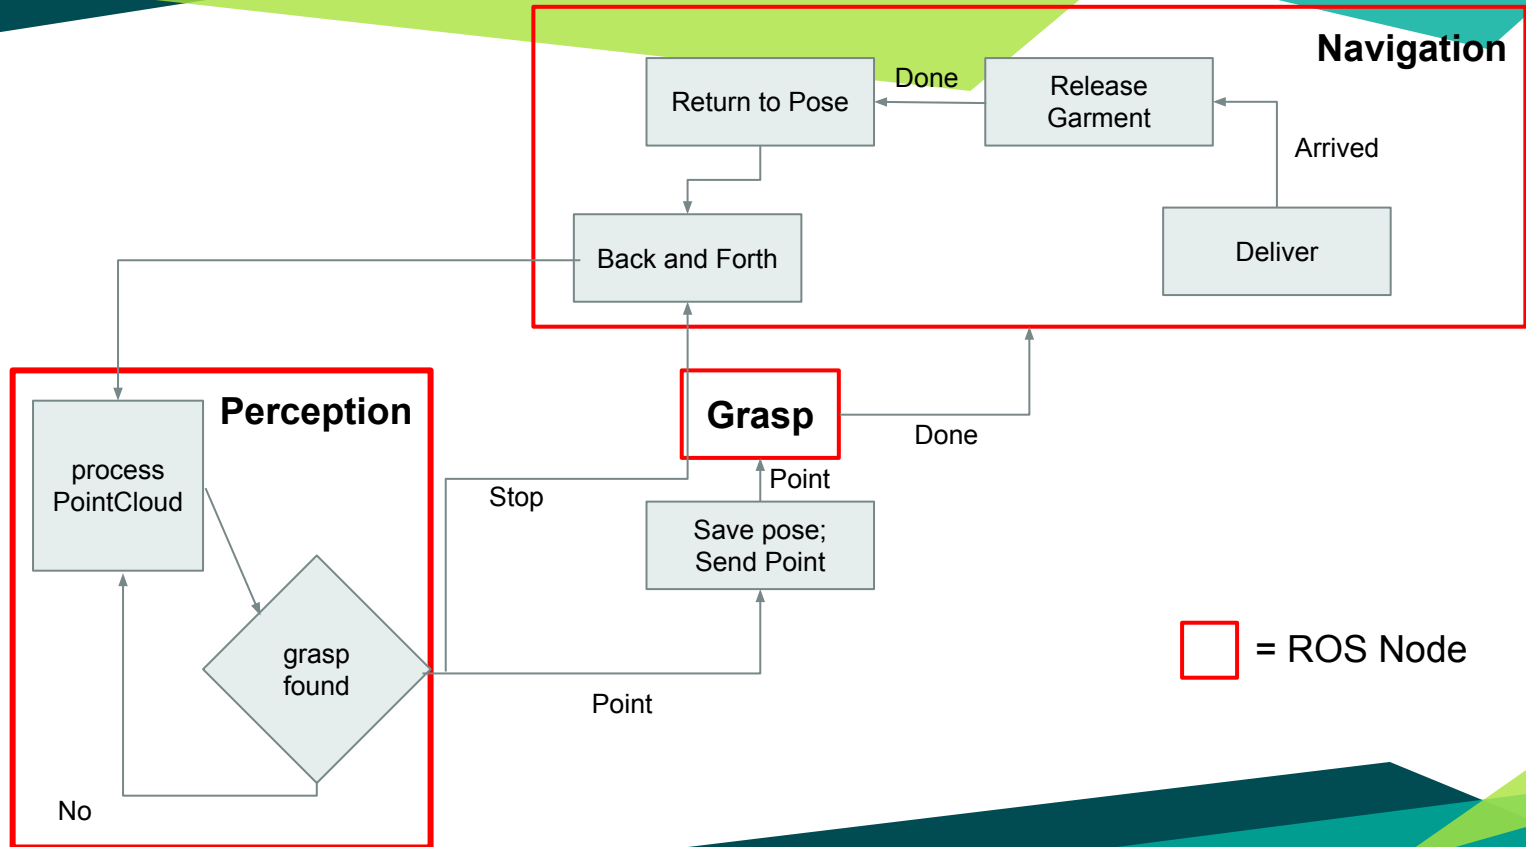 Navigation
Return to Pose
Done
Release
Garment
Arrived
Back and Forth
Deliver
Perception
process
PointCloud
grasp
found
No
Stop
Grasp
Done
Point
Save pose;
Send Point
Point
= ROS Node